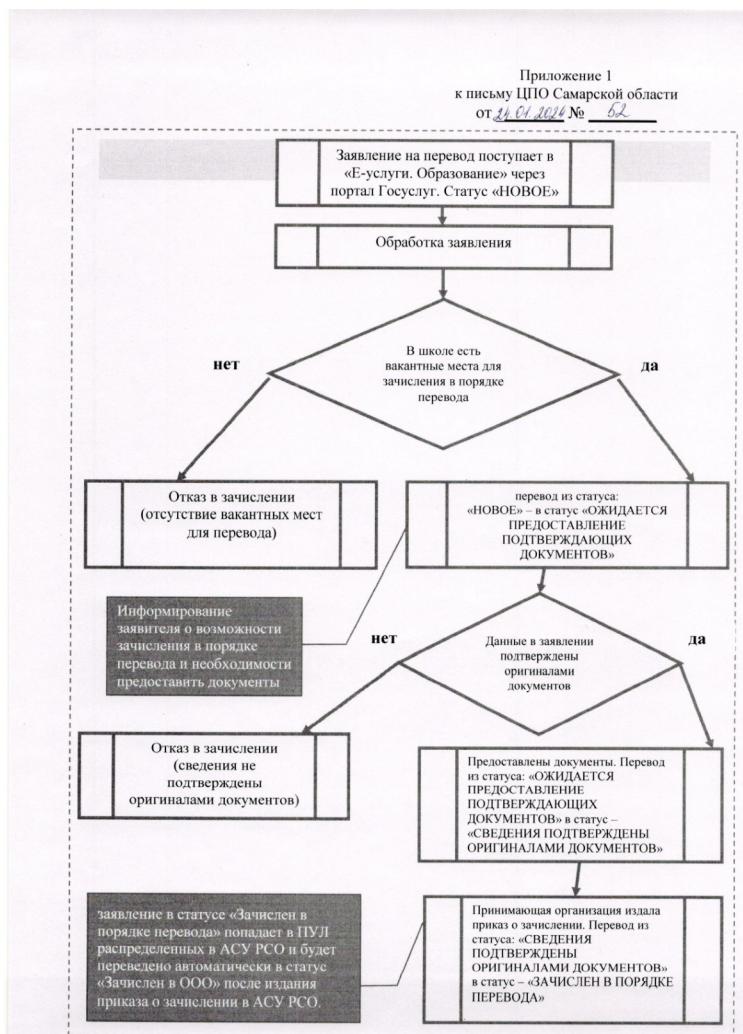 Приложение 1
к письму ЦПО Самарской области
от 24.01.2024 № 52
Заявление на перевод поступает в
«Е-услуги. Образование» через
портал Госуслуг. Статус «НОВОЕ»
Обработка заявления
В школе есть
вакантные места для
зачисления в порядке
перевода
нет
да
Отказ в зачислении
(отсутствие вакантных мест
для перевода)
перевод из статуса:
«НОВОЕ» – в статус «ОЖИДАЕТСЯ
ПРЕДОСТАВЛЕНИЕ
ПОДТВЕРЖДАЮЩИХ
ДОКУМЕНТОВ»
Информирование
заявителя о возможности
зачисления в порядке
перевода и необходимости
предоставить документы
нет
Данные в заявлении
подтверждены
оригиналами
документов
да
Отказ в зачислении
(сведения не
подтверждены
оригиналами документов)
Предоставлены документы. Перевод
из статуса: «ОЖИДАЕТСЯ
ПРЕДОСТАВЛЕНИЕ
ПОДТВЕРЖДАЮЩИХ
ДОКУМЕНТОВ» в статус –
«СВЕДЕНИЯ ПОДТВЕРЖДЕНЫ
ОРИГИНАЛАМИ ДОКУМЕНТОВ»
заявление в статусе «Зачислен в
порядке перевода» попадает в ПУЛ
распределенных в АСУ РСО и будет
переведено автоматически в статус
«Зачислен в ООО» после издания
приказа о зачислении в АСУ РСО.
Принимающая организация издала
приказ о зачислении. Перевод из
статуса: «СВЕДЕНИЯ
ПОДТВЕРЖДЕНЫ
ОРИГИНАЛАМИ ДОКУМЕНТОВ»
в статус – «ЗАЧИСЛЕН В ПОРЯДКЕ
ПЕРЕВОДА»